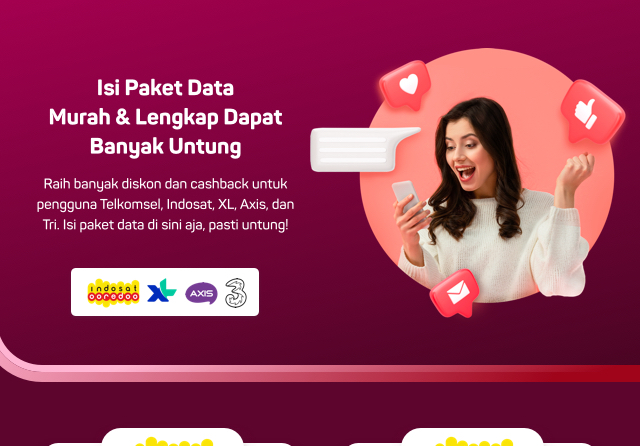 Isi Paket Data
Murah & Lengkap Dapat
Banyak Untung
Raih banyak diskon dan cashback untuk
pengguna Telkomsel, Indosat, XL, Axis, dan
Tri. Isi paket data di sini aja, pasti untung!
indosat
ooredoo
XL
AXIS
3